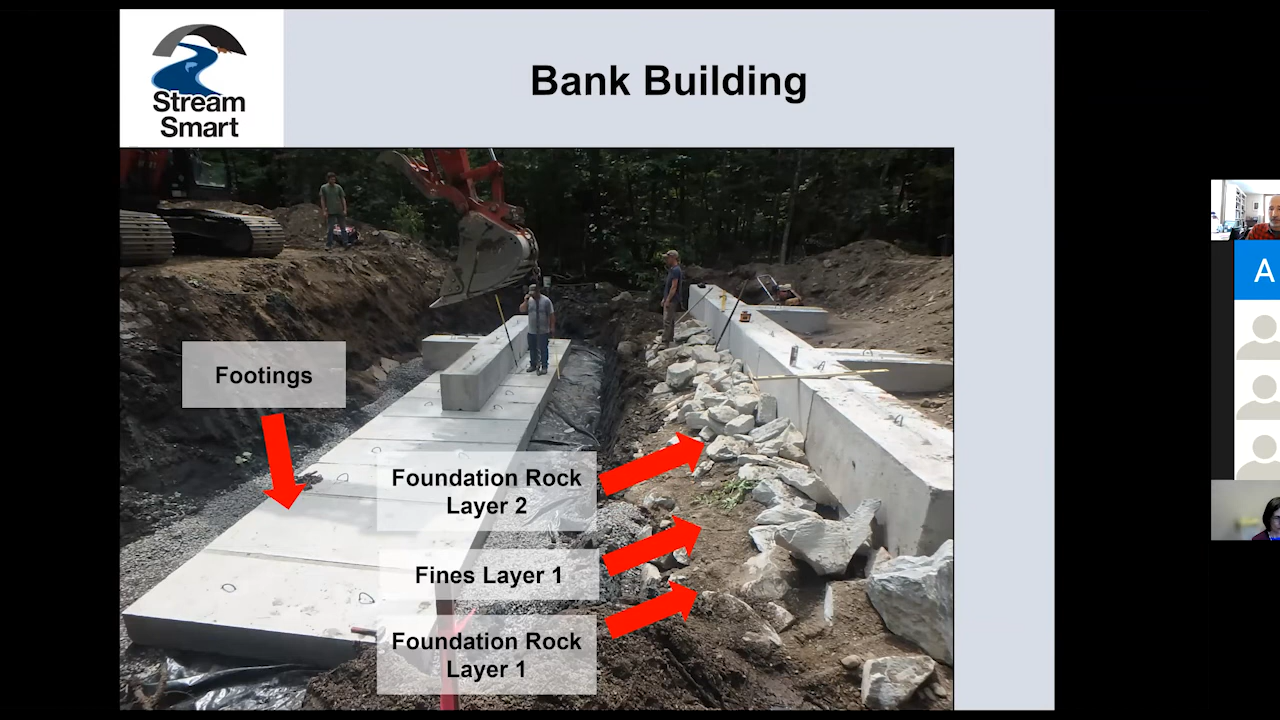 Stream
Smart
Bank Building
Footings
Foundation Rock
Layer 2
Fines Layer 1
Foundation Rock
Layer 1
A